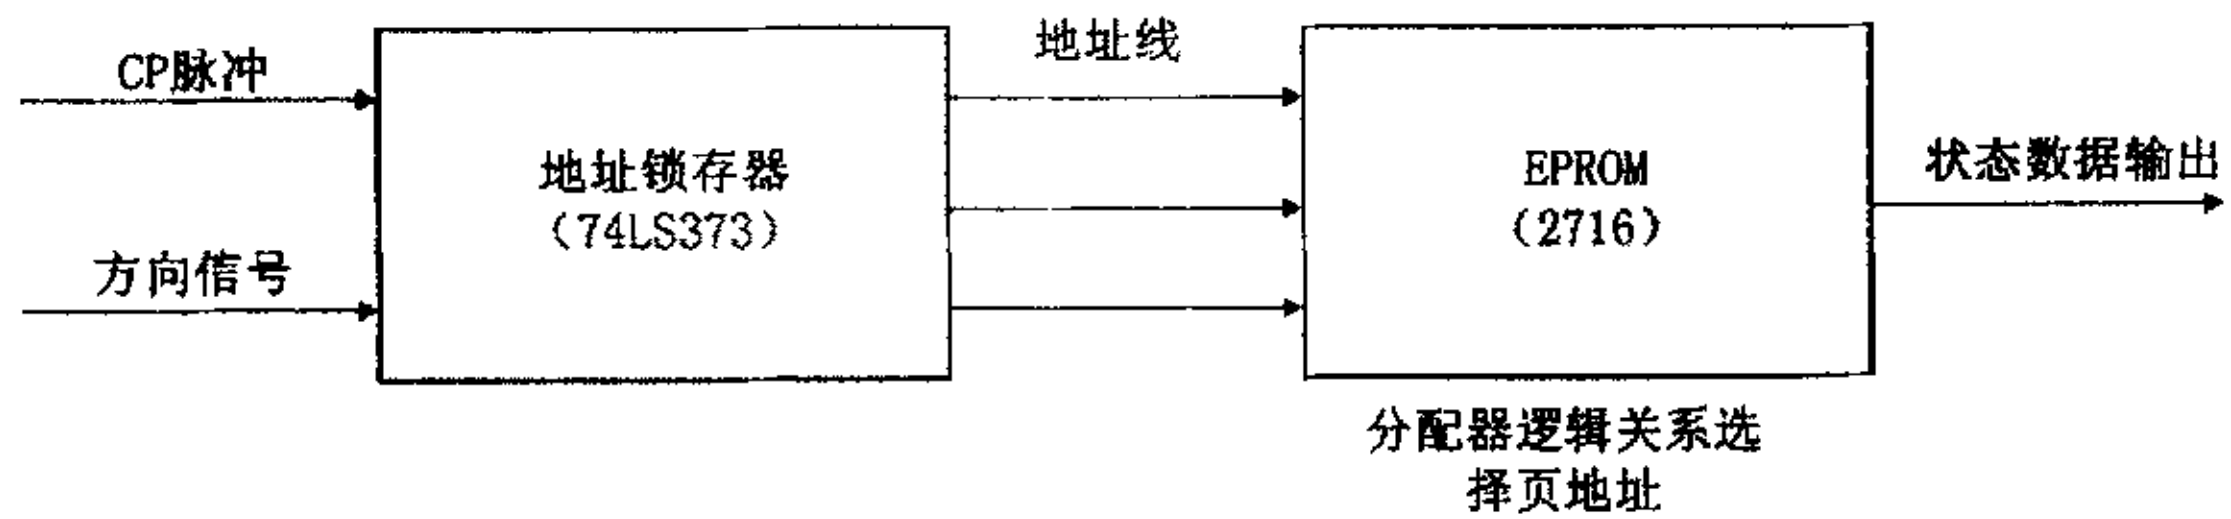 CP脉冲
方向信号
地址锁存器
(74LS373)
地址线
EPROM
(2716)
状态数据输出
分配器逻辑关系选
择页地址